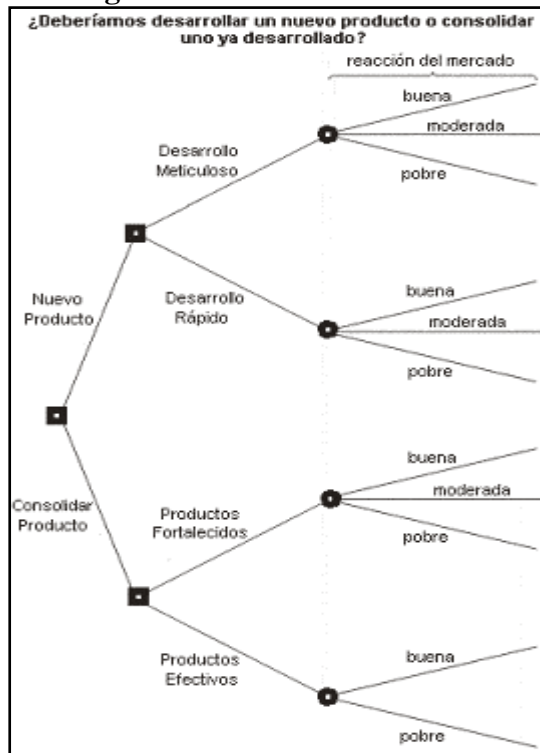 ¿Deberíamos desarrollar un nuevo producto o consolidar
uno ya desarrollado?
reacción del mercado
buena
moderada
pobre
Desarrollo
Meticuloso
Nuevo
Producto
Desarrollo
Rápido
buena
moderada
pobre
Consolidar
Producto
Productos
Fortalecidos
buena
moderada
pobre
Productos
Efectivos
buena
pobre